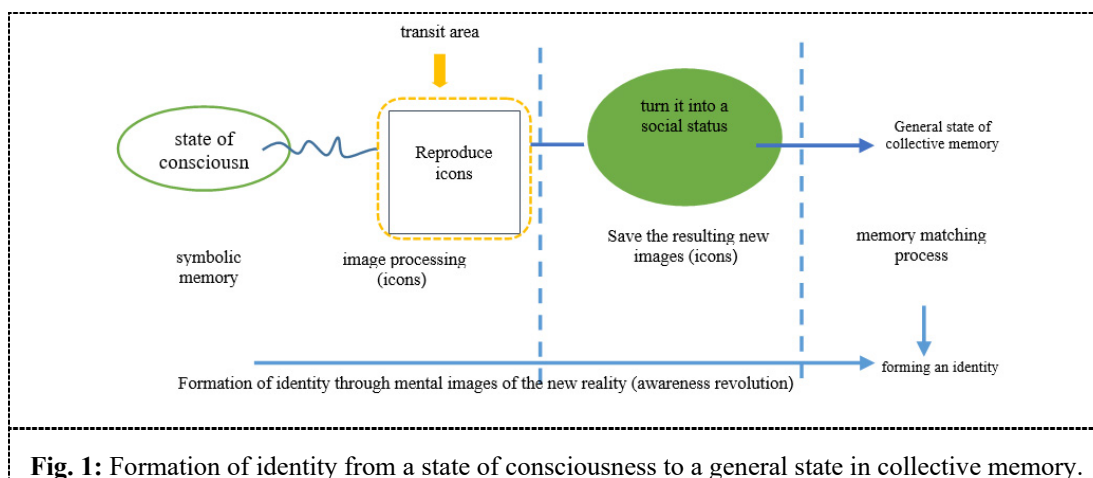 transit area
state of
consciousn
Reproduce
icons
turn it into a
social status
General state of
collective memory
symbolic
memory
image processing
(icons)
Save the resulting new
images (icons)
memory matching
process
Formation of identity through mental images of the new reality (awareness revolution)
forming an identity
Fig. 1: Formation of identity from a state of consciousness to a general state in collective memory.